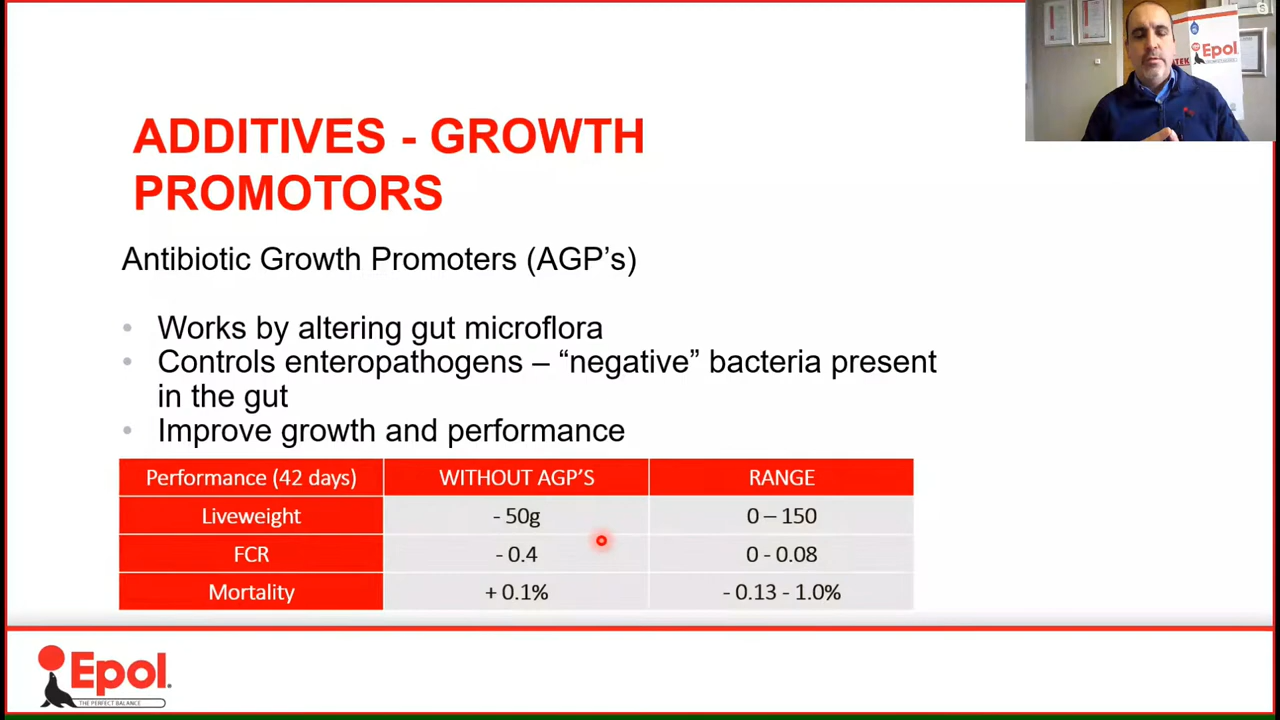 ADDITIVES - GROWTH
PROMOTORS
Antibiotic Growth Promoters (AGP’s)
• Works by altering gut microflora
• Controls enteropathogens – “negative” bacteria present
in the gut
• Improve growth and performance
Performance (42 days) WITHOUT AGP’S RANGE
Liveweight - 50g 0 – 150
FCR - 0.4 0 - 0.08
Mortality + 0.1% - 0.13 - 1.0%
Epol.
THE PERFECT BALANCE
Epol